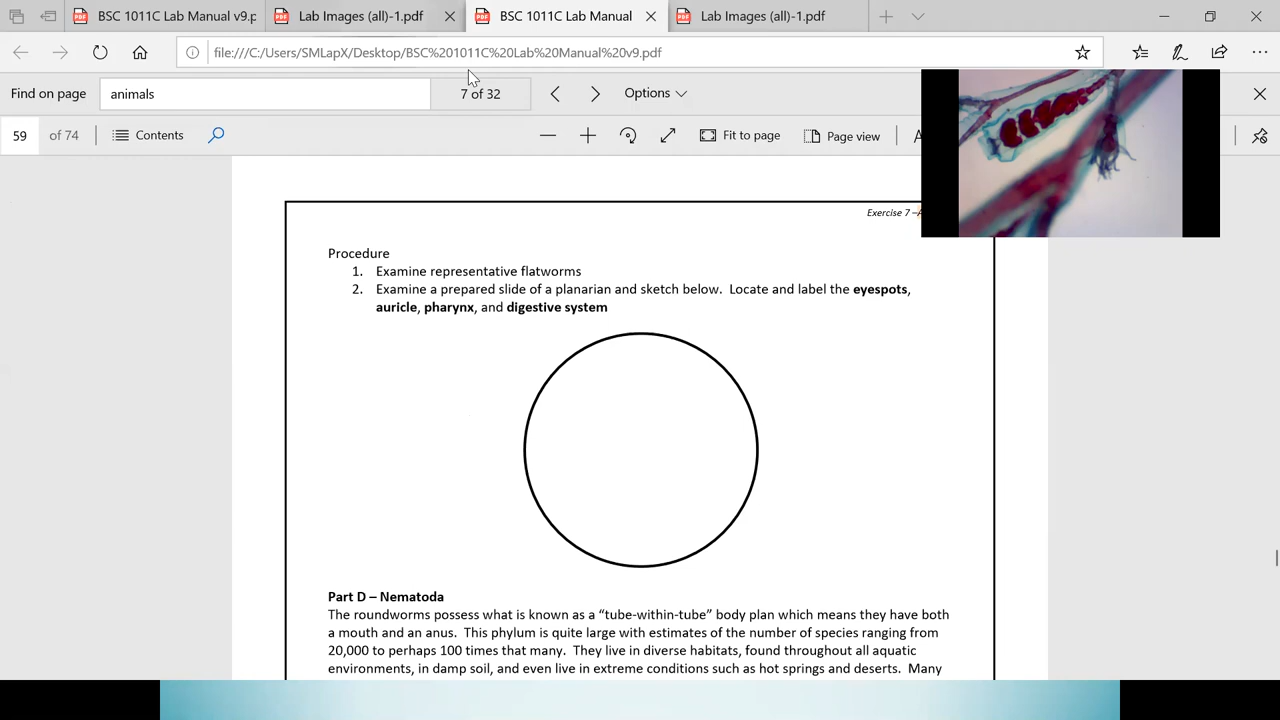 BSC 1011C Lab Manual v9.p
Lab Images (all)-1.pdf
BSC 1011C Lab Manual
Lab Images (all)-1.pdf
file:///C:/Users/SMLapX/Desktop/BSC%201011C%20Lab%20Manual%20v9.pdf
Find on page
animals
7 of 32
Options
59
of 74
Contents
Fit to page
Page view
Exercise 7 –
Procedure
1. Examine representative flatworms
2. Examine a prepared slide of a planarian and sketch below. Locate and label the eyespots,
auricle, pharynx, and digestive system
Part D – Nematoda
The roundworms possess what is known as a “tube-within-tube” body plan which means they have both
a mouth and an anus. This phylum is quite large with estimates of the number of species ranging from
20,000 to perhaps 100 times that many. They live in diverse habitats, found throughout all aquatic
environments, in damp soil, and even live in extreme conditions such as hot springs and deserts. Many